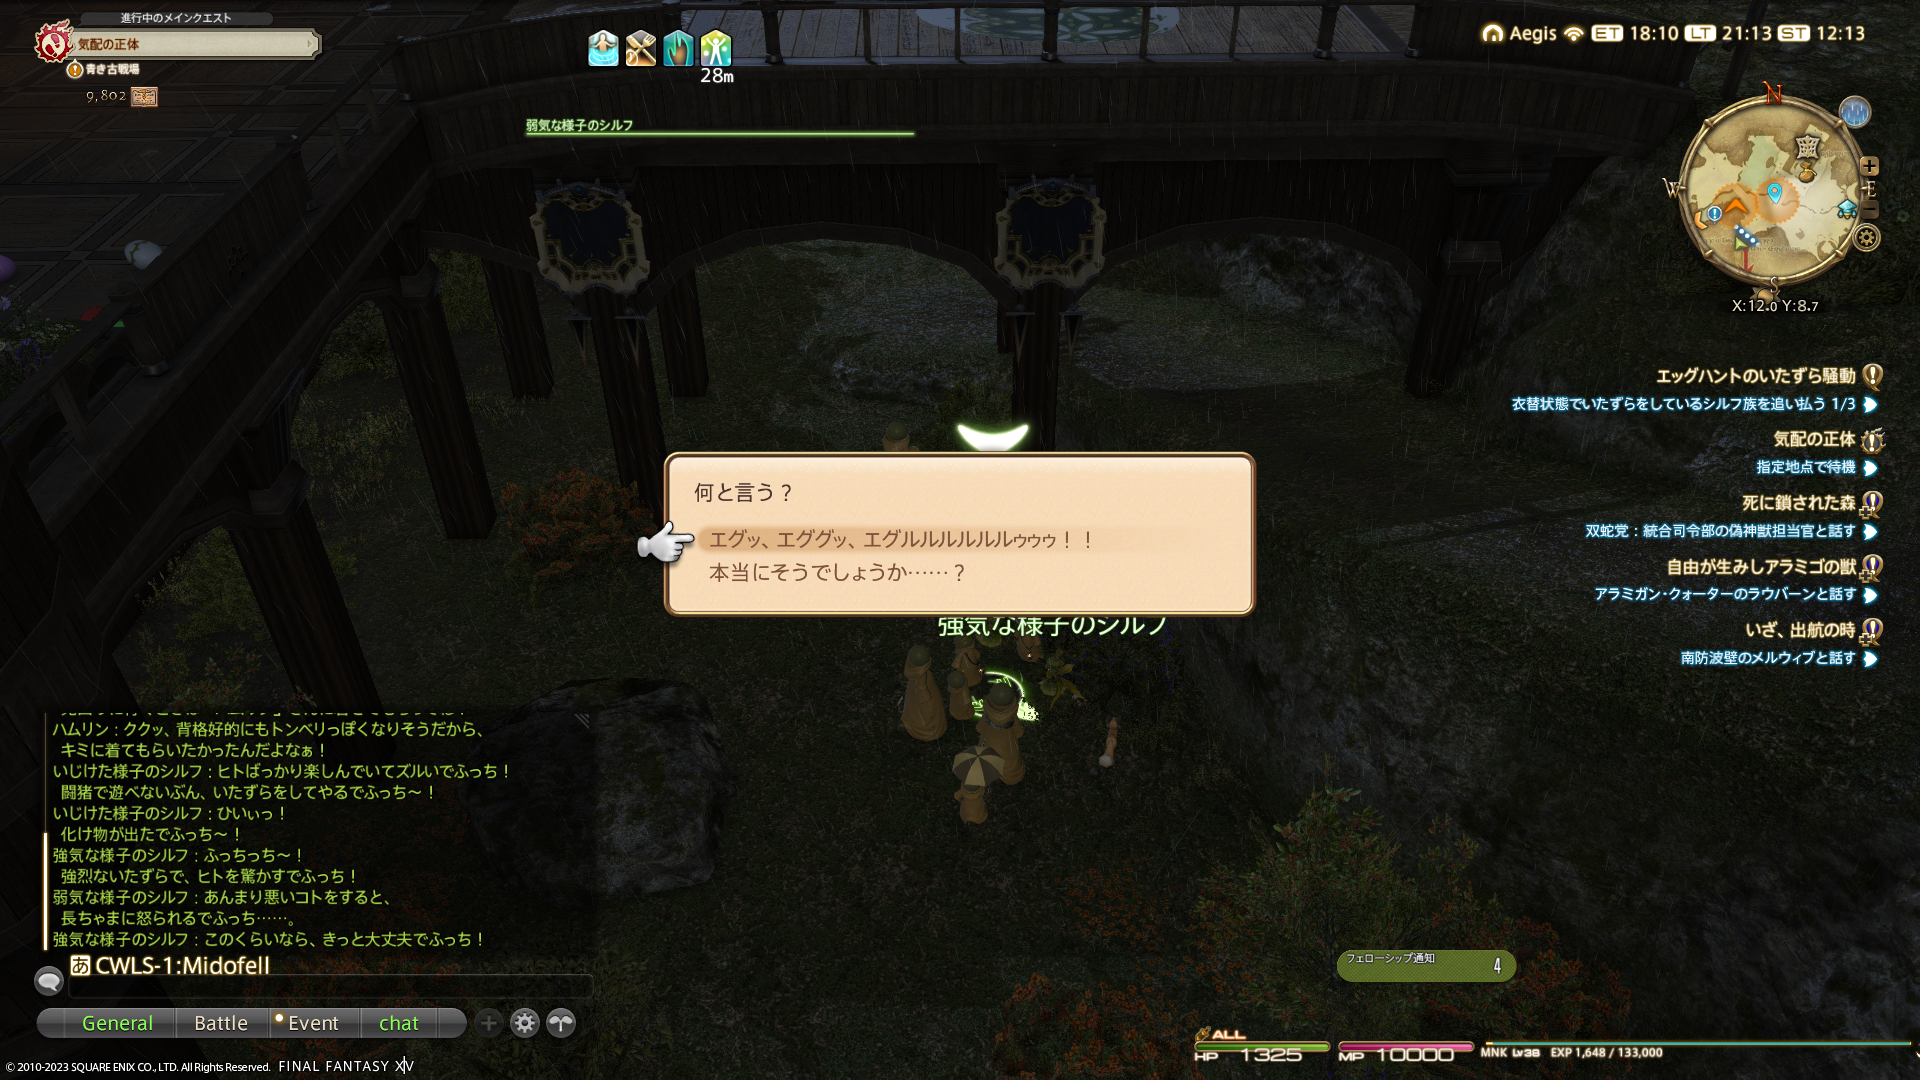 進行中のメインクエスト
気配の正体
青き古戦場
9,802
28m
弱気な様子のシルフ
Aegis ET 18:10 LT 21:13 ST 12:13
N
W
E
S
X:12.0 Y:8.7
エッグハントのいたずら騒動
衣替状態でいたずらをしているシルフ族を追い払う 1/3
気配の正体
指定地点で待機
死に鎖された森
双蛇党：統合司令部の偽神獣担当官と話す
自由が生みしアラミゴの獣
アラミガン・クォーターのラウバーンと話す
いざ、出航の時
南防波壁のメルウィブと話す
何と言う？
エグッ、エググッ、エグルルルルルルゥゥゥ！！
本当にそうでしょうか……？
強気な様子のシルフ
ハムリン：ククッ、背格好的にもトンベリっぽくなりそうだから、
キミに着てもらいたかったんだよなぁ！
いじけた様子のシルフ：ヒトばっかり楽しんでいてズルいでふっち！
闘猪で遊べないぶん、いたずらをしてやるでふっち～！
いじけた様子のシルフ：ひいぃっ！
化け物が出たでふっち～！
強気な様子のシルフ：ふっちっち～！
強烈ないたずらで、ヒトを驚かすでふっち！
弱気な様子のシルフ：あんまり悪いコトをすると、
長ちゃまに怒られるでふっち……。
強気な様子のシルフ：このくらいなら、きっと大丈夫でふっち！
あ CWLS-1:Midofell
General Battle Event chat
フェローシップ通知 4
ALL
HP 1325 MP 10000 MNK Lv38 EXP 1,648 / 133,000
© 2010-2023 SQUARE ENIX CO., LTD. All Rights Reserved. FINAL FANTASY XIV